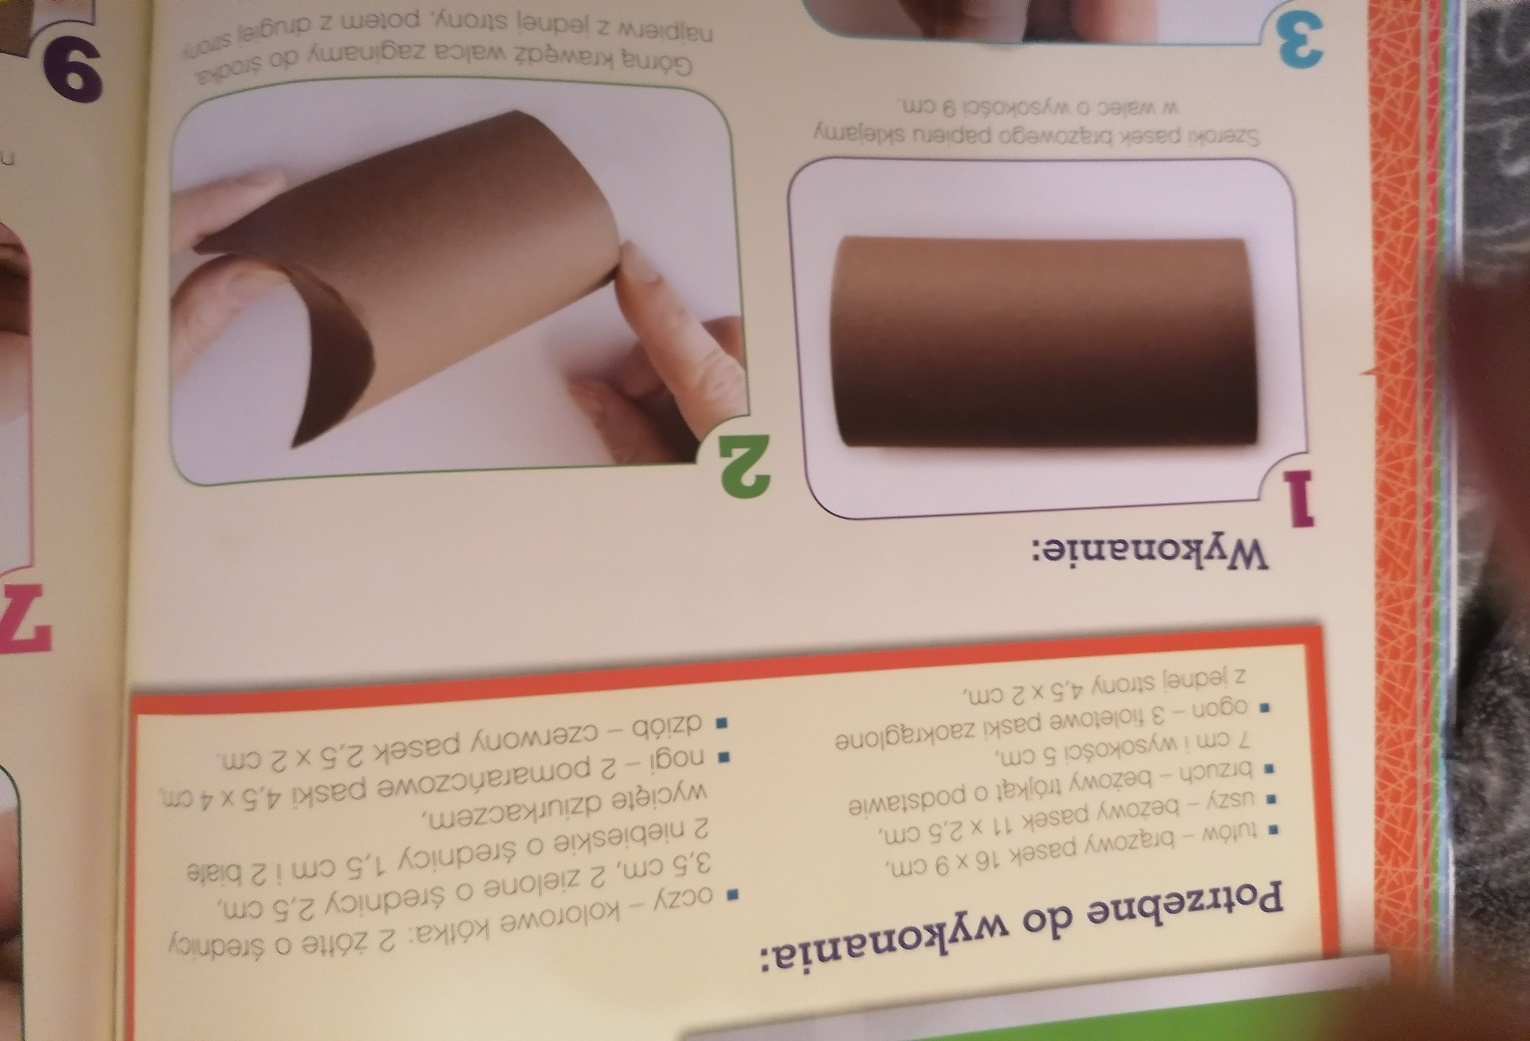 Potrzebne do wykonania:
▪ tułów – brązowy pasek 16 x 9 cm,
▪ uszy – beżowy pasek 11 x 2,5 cm,
▪ brzuch – beżowy trójkąt o podstawie
7 cm i wysokości 5 cm,
▪ ogon – 3 fioletowe paski zaokrąglone
z jednej strony 4,5 x 2 cm,
▪ oczy – kolorowe kółka: 2 żółte o średnicy
3,5 cm, 2 zielone o średnicy 2,5 cm,
2 niebieskie o średnicy 1,5 cm i 2 białe
wycięte dziurkaczem,
▪ nogi – 2 pomarańczowe paski 4,5 x 4 cm,
▪ dziób – czerwony pasek 2,5 x 2 cm.
Wykonanie:
1
Szeroki pasek brązowego papieru sklejamy
w walec o wysokości 9 cm.
2
Górną krawędź walca zaginamy do środka,
najpierw z jednej strony, potem z drugiej strony
3
7
9